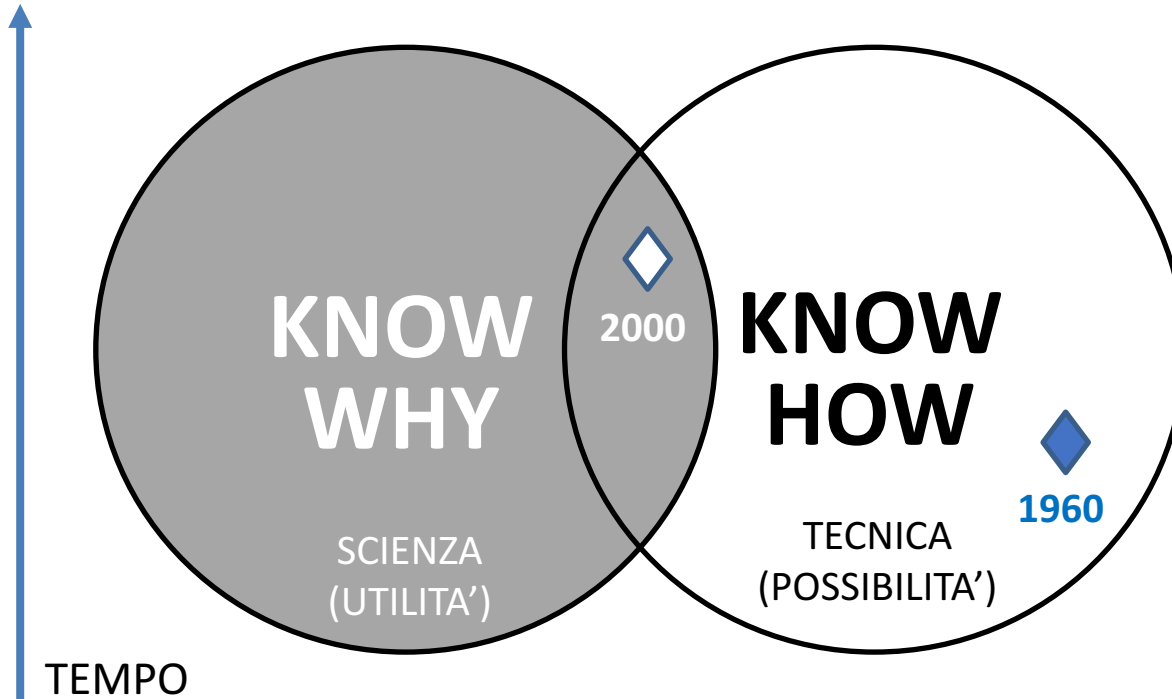 KNOW
WHY
SCIENZA
(UTILITA’)
2000
KNOW
HOW
1960
TECNICA
(POSSIBILITA’)
TEMPO